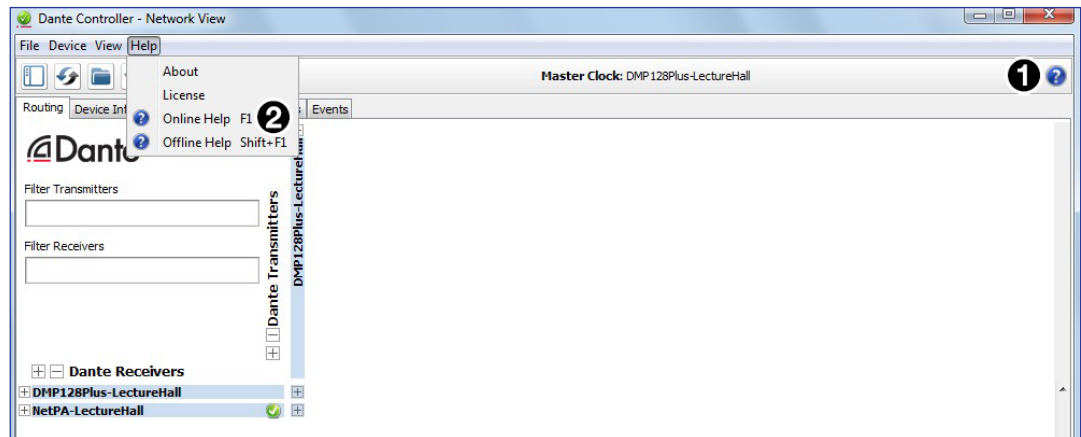 Dante Controller - Network View
File Device View Help
About
License
Online Help F1
Offline Help Shift+F1
2
Master Clock: DMP128Plus-LectureHall
1
Routing Device Inf
s Events
Dante
Filter Transmitters
Filter Receivers
Dante Transmitters
DMP128Plus-LectureHall
Dante Receivers
DMP128Plus-LectureHall
NetPA-LectureHall